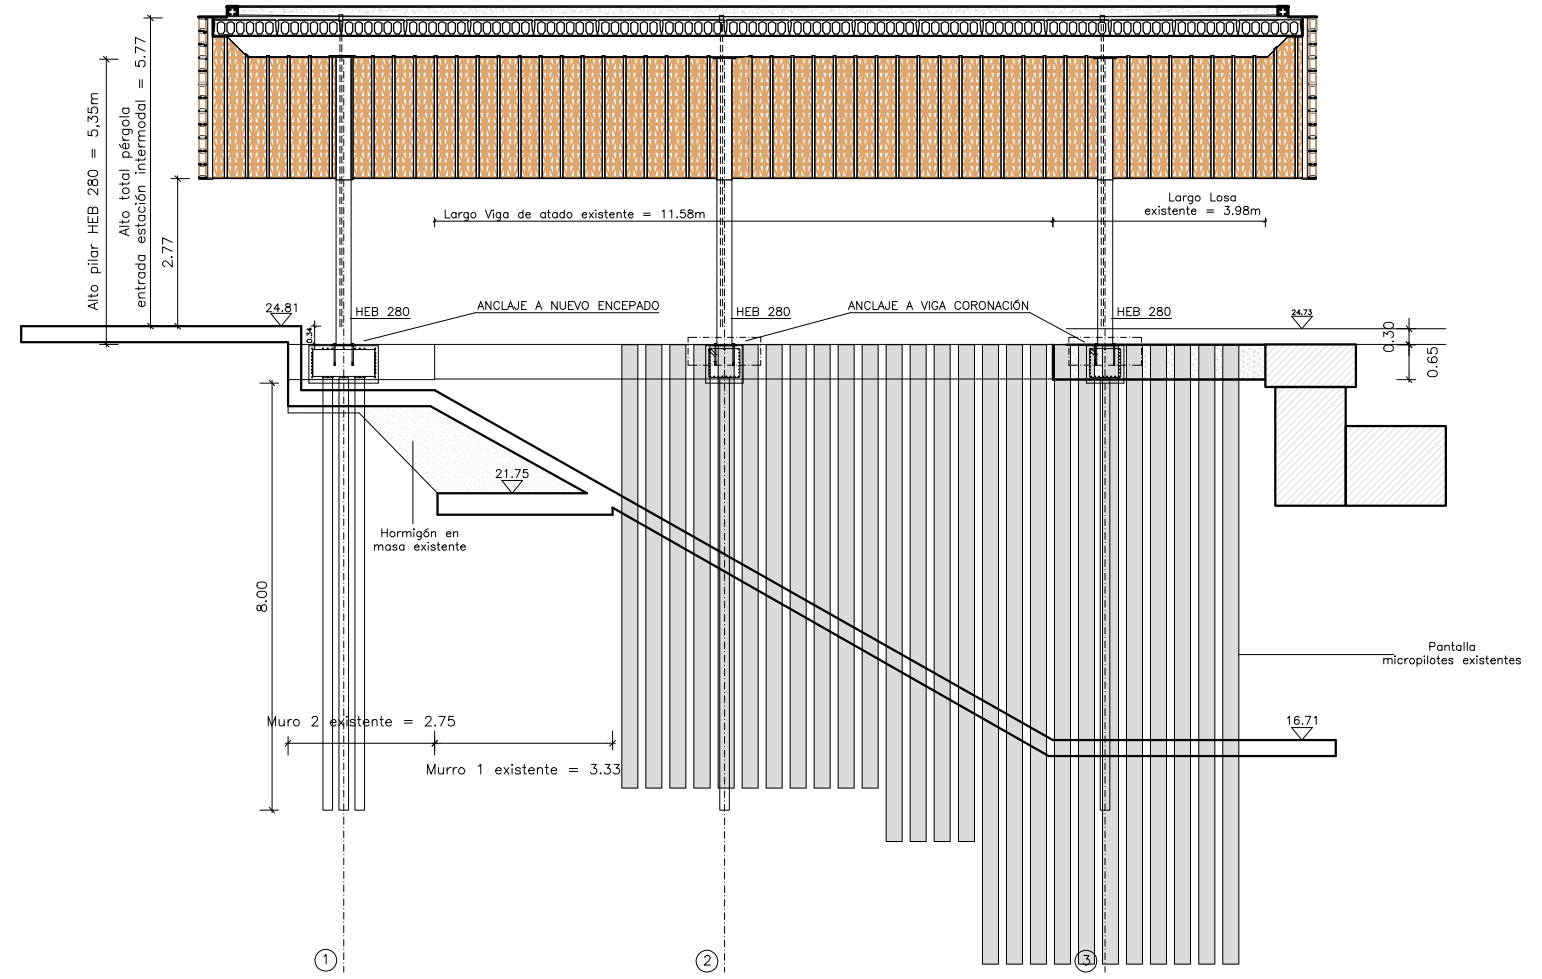 Alto pilar HEB 280 = 5,35m
Alto total pérgola
entrada estación intermodal = 5.77
2.77
Largo Viga de atado existente = 11.58m
Largo Losa
existente = 3.98m
24.81
0.34
HEB 280
ANCLAJE A NUEVO ENCEPADO
HEB 280
ANCLAJE A VIGA CORONACIÓN
HEB 280
24.73
0.30
0.65
21.75
Hormigón en
masa existente
8.00
Pantalla
micropilotes existentes
Muro 2 existente = 2.75
16.71
Murro 1 existente = 3.33
1
2
3